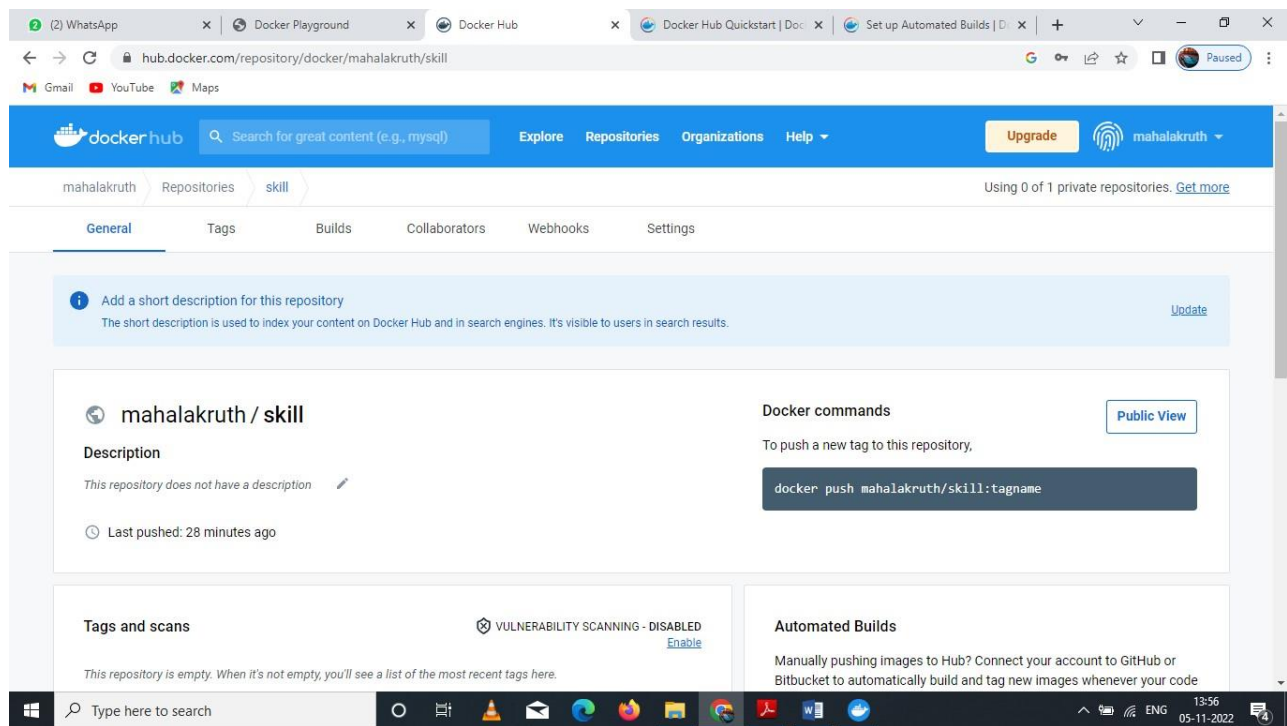 2 (2) WhatsApp
Docker Playground
Docker Hub
Docker Hub Quickstart | Doc
Set up Automated Builds | D
hub.docker.com/repository/docker/mahalakruth/skill
Paused
Gmail YouTube Maps
dockerhub Search for great content (e.g., mysql) Explore Repositories Organizations Help Upgrade mahalakruth
mahalakruth Repositories skill Using 0 of 1 private repositories. Get more
General Tags Builds Collaborators Webhooks Settings
Add a short description for this repository
The short description is used to index your content on Docker Hub and in search engines. It's visible to users in search results.
Update
mahalakruth / skill
Description
This repository does not have a description
Last pushed: 28 minutes ago
Docker commands
Public View
To push a new tag to this repository,
docker push mahalakruth/skill:tagname
Tags and scans
VULNERABILITY SCANNING - DISABLED
Enable
This repository is empty. When it's not empty, you'll see a list of the most recent tags here.
Automated Builds
Manually pushing images to Hub? Connect your account to GitHub or
Bitbucket to automatically build and tag new images whenever your code
Type here to search
ENG
13:56
05-11-2022
4